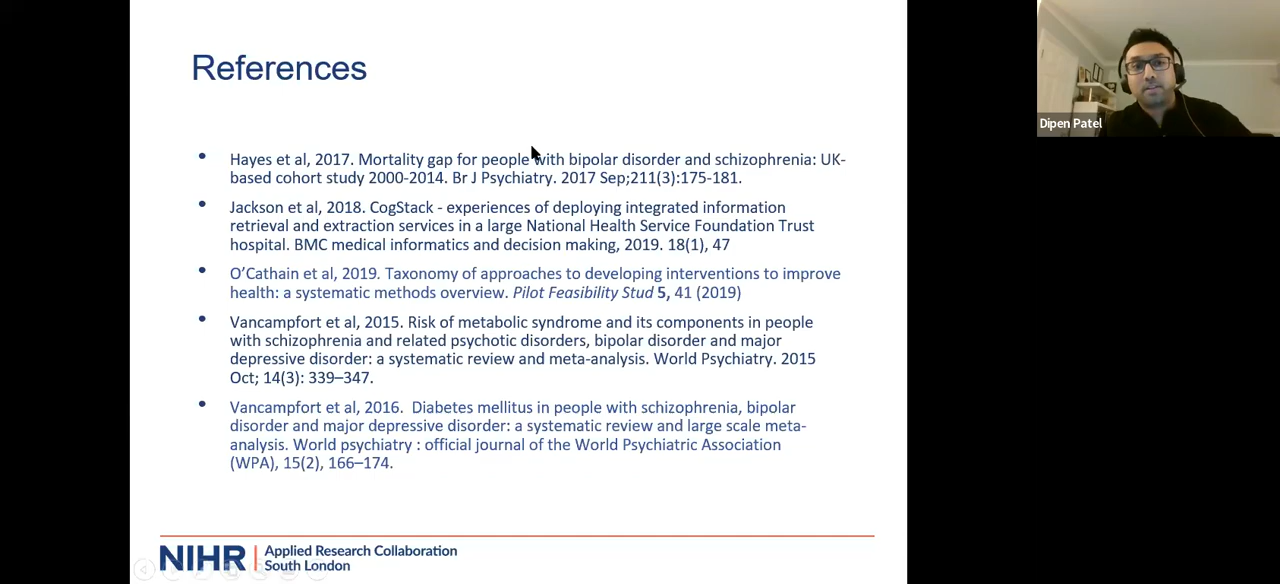 References
Hayes et al, 2017. Mortality gap for people with bipolar disorder and schizophrenia: UK-
based cohort study 2000-2014. Br J Psychiatry. 2017 Sep;211(3):175-181.
Jackson et al, 2018. CogStack - experiences of deploying integrated information
retrieval and extraction services in a large National Health Service Foundation Trust
hospital. BMC medical informatics and decision making, 2019. 18(1), 47
O’Cathain et al, 2019. Taxonomy of approaches to developing interventions to improve
health: a systematic methods overview. Pilot Feasibility Stud 5, 41 (2019)
Vancampfort et al, 2015. Risk of metabolic syndrome and its components in people
with schizophrenia and related psychotic disorders, bipolar disorder and major
depressive disorder: a systematic review and meta-analysis. World Psychiatry. 2015
Oct; 14(3): 339–347.
Vancampfort et al, 2016. Diabetes mellitus in people with schizophrenia, bipolar
disorder and major depressive disorder: a systematic review and large scale meta-
analysis. World psychiatry : official journal of the World Psychiatric Association
(WPA), 15(2), 166–174.
NIHR
Applied Research Collaboration
South London
Dipen Patel